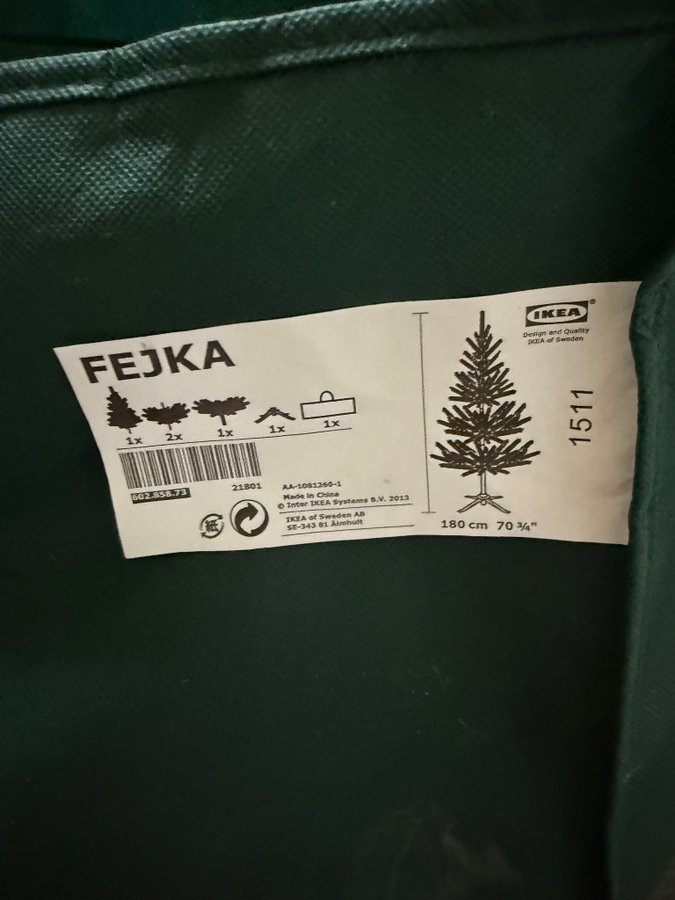 FEJKA
1x 2x 1x 1x 1x
602.858.73
21801
AA-1081260-1
Made in China
© Inter IKEA Systems B.V. 2013
IKEA of Sweden AB
SE-343 81 Älmhult
180 cm 70 ¾"
IKEA®
Design and Quality
IKEA of Sweden
1511